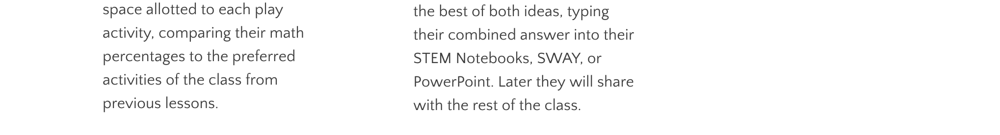 space allotted to each play
activity, comparing their math
percentages to the preferred
activities of the class from
previous lessons.
the best of both ideas, typing
their combined answer into their
STEM Notebooks, SWAY, or
PowerPoint. Later they will share
with the rest of the class.